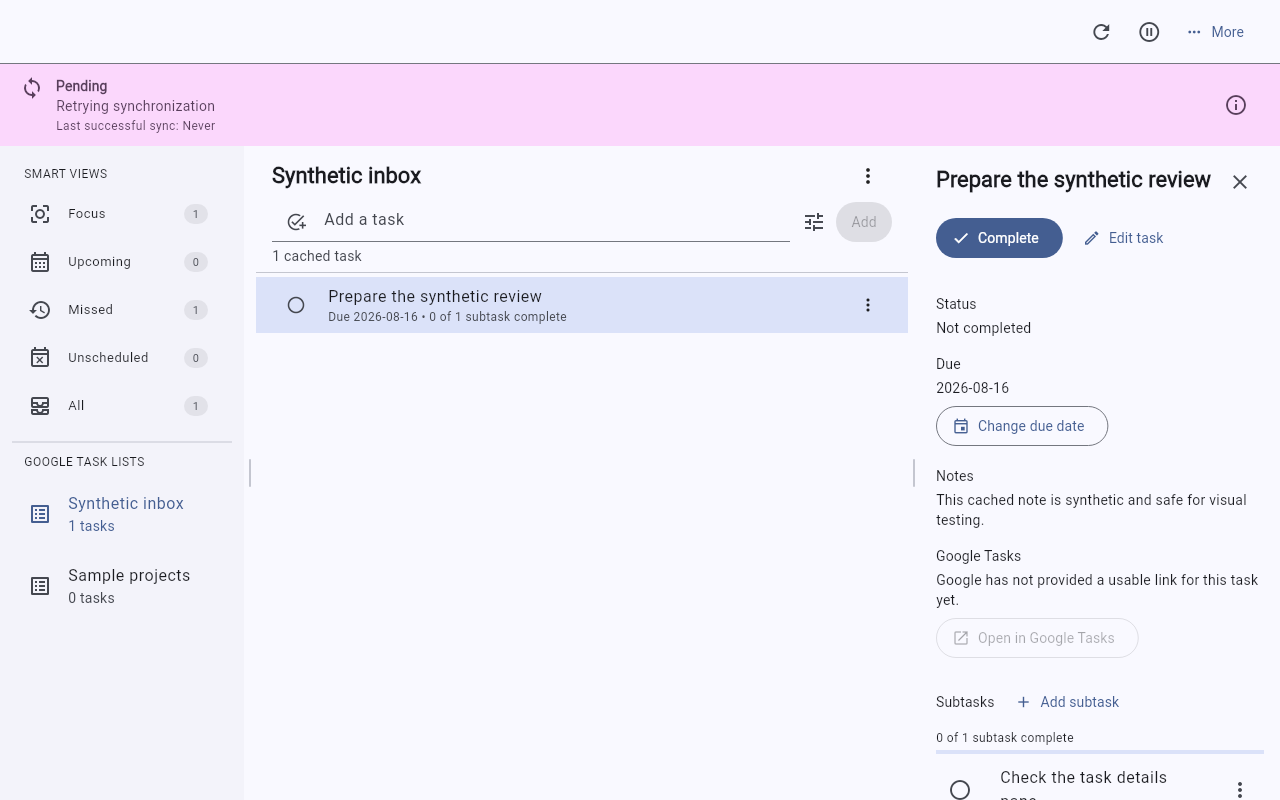 More
Pending
Retrying synchronization
Last successful sync: Never
SMART VIEWS
Focus 1
Upcoming 0
Missed 1
Unscheduled 0
All 1
GOOGLE TASK LISTS
Synthetic inbox
1 tasks
Sample projects
0 tasks
Synthetic inbox
Add a task
Add
1 cached task
Prepare the synthetic review
Due 2026-08-16 • 0 of 1 subtask complete
Prepare the synthetic review
Complete
Edit task
Status
Not completed
Due
2026-08-16
Change due date
Notes
This cached note is synthetic and safe for visual
testing.
Google Tasks
Google has not provided a usable link for this task
yet.
Open in Google Tasks
Subtasks
Add subtask
0 of 1 subtask complete
Check the task details